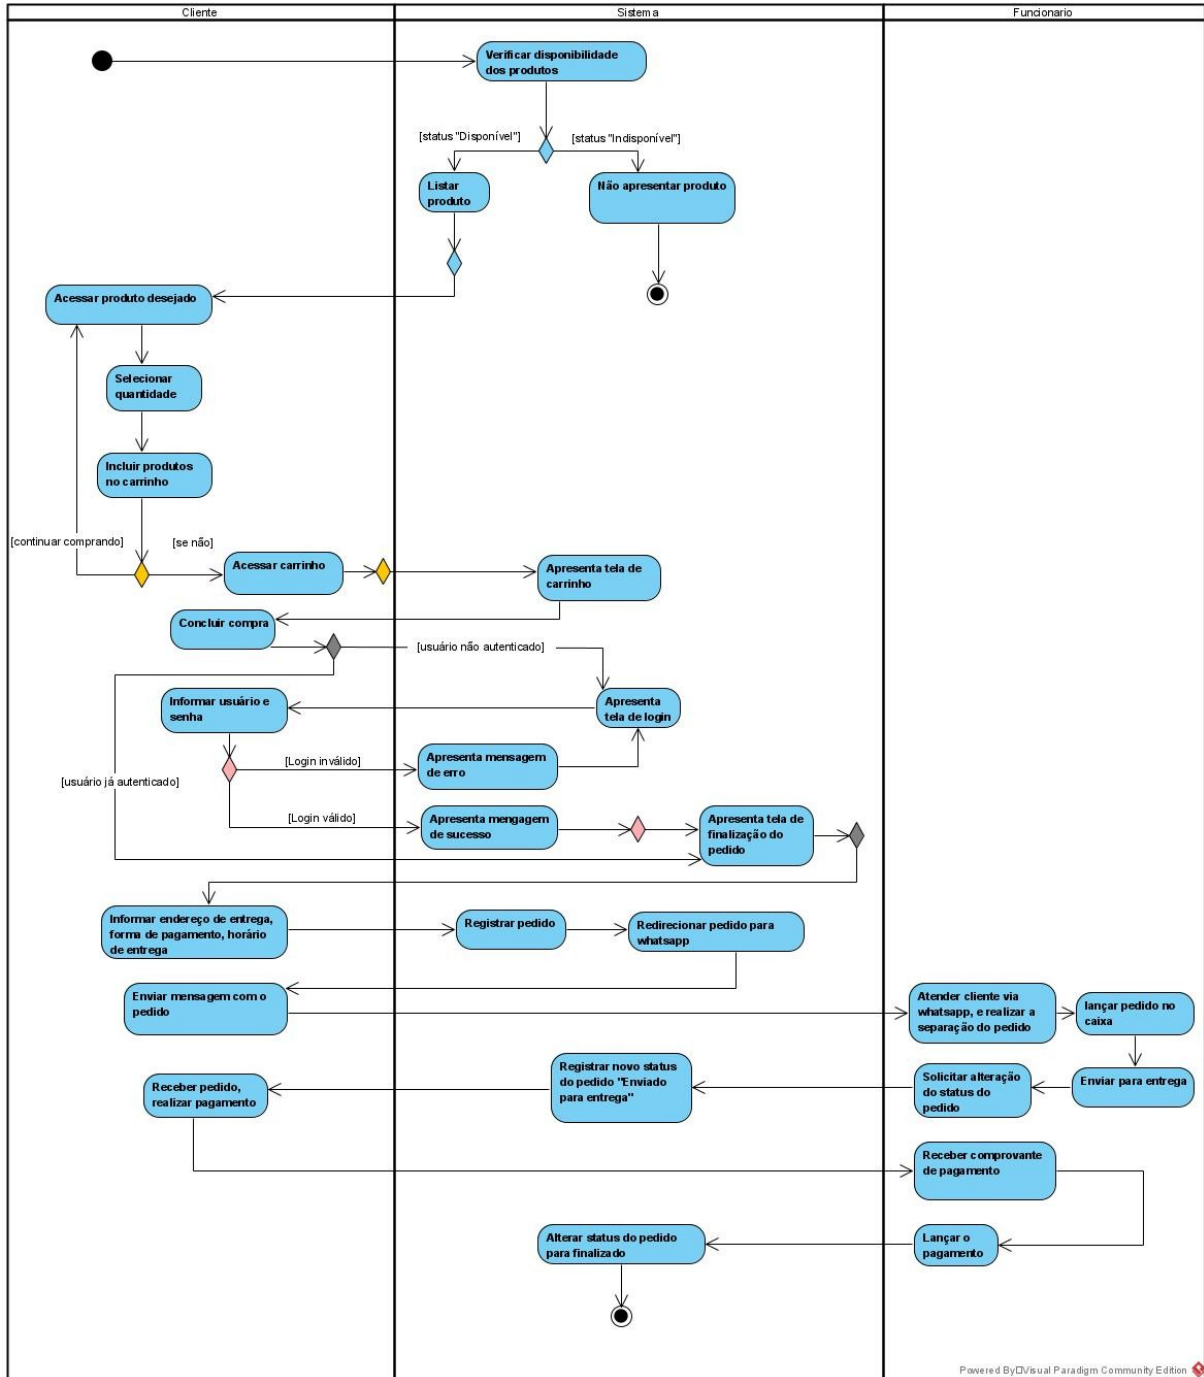 Cliente
Sistema
Funcionario
Verificar disponibilidade
dos produtos
[status "Disponível"]
[status "Indisponível"]
Listar
produto
Não apresentar produto
Acessar produto desejado
Selecionar
quantidade
Incluir produtos
no carrinho
[continuar comprando]
[se não]
Acessar carrinho
Apresenta tela de
carrinho
Concluir compra
[usuário não autenticado]
Informar usuário e
senha
Apresenta
tela de login
[Login inválido]
Apresenta mensagem
de erro
[usuário já autenticado]
[Login válido]
Apresenta mengagem
de sucesso
Apresenta tela de
finalização do
pedido
Informar endereço de entrega,
forma de pagamento, horário
de entrega
Registrar pedido
Redirecionar pedido para
whatsapp
Enviar mensagem com o
pedido
Atender cliente via
whatsapp, e realizar a
separação do pedido
lançar pedido no
caixa
Receber pedido,
realizar pagamento
Registrar novo status
do pedido "Enviado
para entrega"
Solicitar alteração
do status do
pedido
Enviar para entrega
Receber comprovante
de pagamento
Alterar status do pedido
para finalizado
Lançar o
pagamento
Powered By Visual Paradigm Community Edition